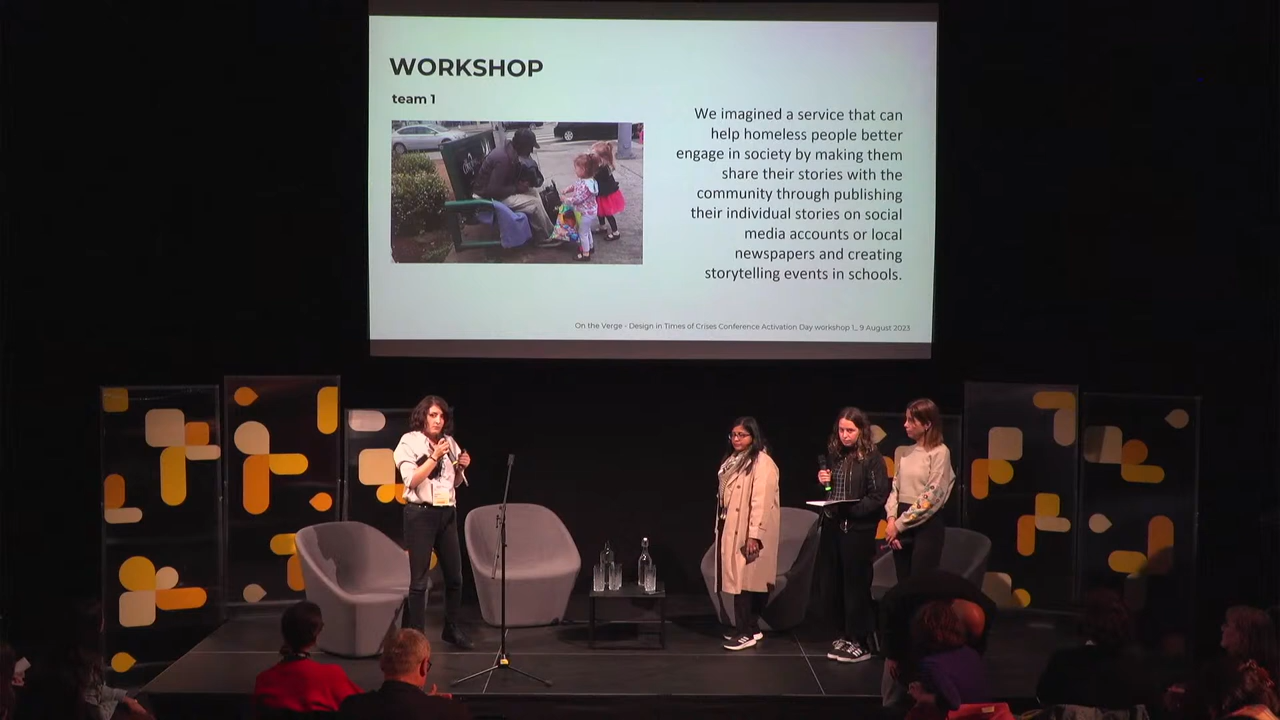 WORKSHOP
team 1
We imagined a service that can
help homeless people better
engage in society by making them
share their stories with the
community through publishing
their individual stories on social
media accounts or local
newspapers and creating
storytelling events in schools.
On the Verge - Design in Times of Crises Conference Activation Day workshop 1_ 9 August 2023